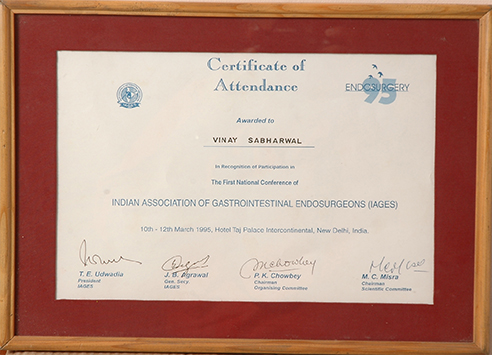 Certificate of
Attendance
ENDOSURGERY
95
Awarded to
VINAY SABHARWAL
In Recognition of Participation in
The First National Conference of
INDIAN ASSOCIATION OF GASTROINTESTINAL ENDOSURGEONS (IAGES)
10th - 12th March 1995, Hotel Taj Palace Intercontinental, New Delhi, India.
T. E. Udwadia
President
IAGES
J. B. Agrawal
Gen. Secy.
IAGES
P. K. Chowbey
Chairman
Organising Committee
M. C. Misra
Chairman
Scientific Committee